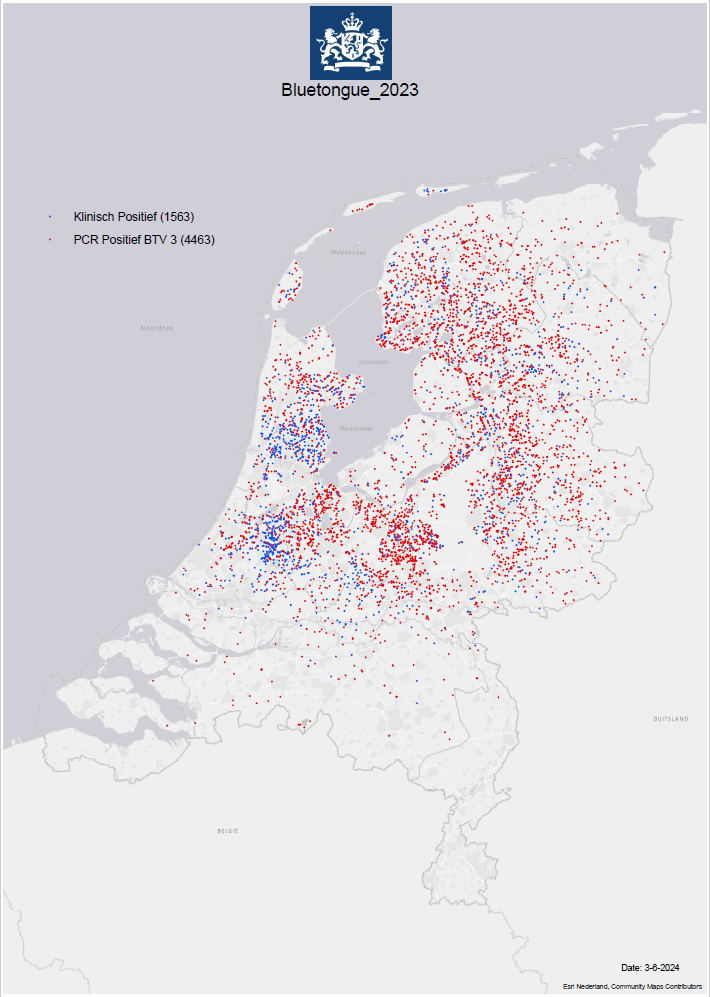 Bluetongue_2023
Klinisch Positief (1563)
PCR Positief BTV 3 (4463)
Waddenzee
Noordzee
IJsselmeer
Markermeer
DUITSLAND
BELGIË
Date: 3-6-2024
Esri Nederland, Community Maps Contributors